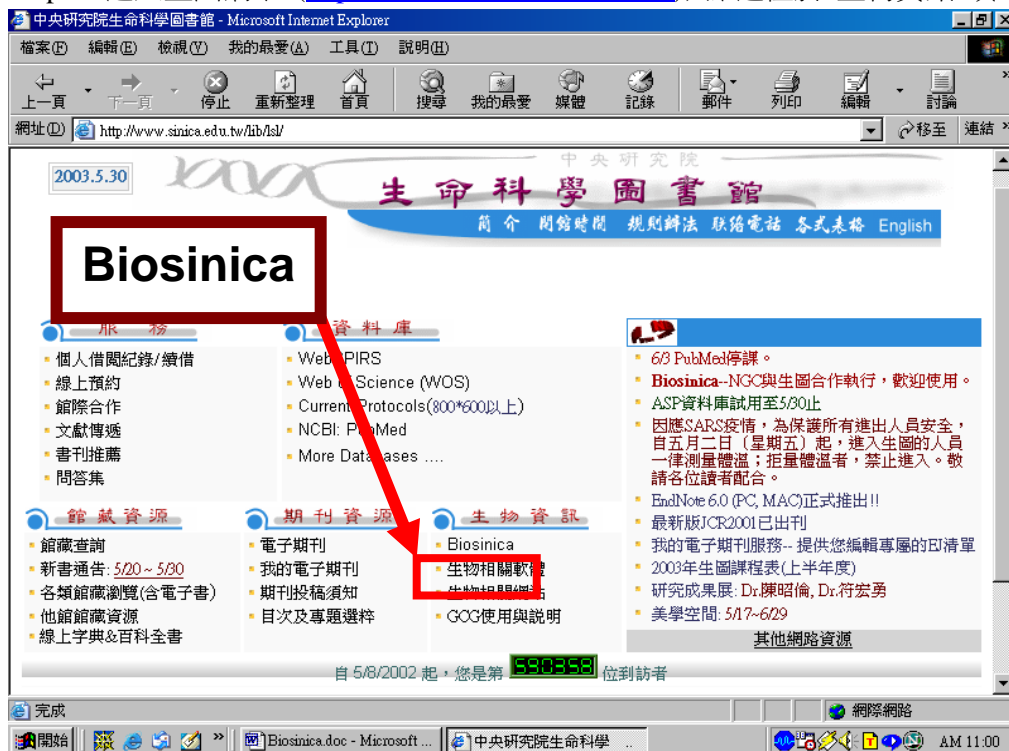 中央研究院生命科學圖書館 - Microsoft Internet Explorer
檔案(F) 編輯(E) 檢視(V) 我的最愛(A) 工具(T) 說明(H)
上一頁 下一頁 停止 重新整理 首頁 搜尋 我的最愛 媒體 記錄 郵件 列印 編輯 討論
網址(D) http://www.sinica.edu.tw/lib/lsl/ 移至 連結
2003.5.30
中央研究院
生命科學圖書館
簡介 開館時間 規則辦法 联络電話 各式表格 English
Biosinica
服務
個人借閱紀錄/續借
線上預約
館際合作
文獻傳遞
書刊推薦
問答集
資料庫
WebSPIRS
Web of Science (WOS)
Current Protocols(800*600以上)
NCBI: PubMed
More Databases ....
6/3 PubMed停課。
Biosinica--NGC與生圖合作執行，歡迎使用。
ASP資料庫試用至5/30止
因應SARS疫情，為保護所有進出人員安全，
自五月二日（星期五）起，進入生圖的人員
一律測量體溫；拒量體溫者，禁止進入。敬
請各位讀者配合。
EndNote 6.0 (PC, MAC)正式推出!!
最新版JCR2001已出刊
我的電子期刊服務-- 提供您編輯專屬的EJ清單
2003年生圖課程表(上半年度)
研究成果展: Dr.陳昭倫, Dr.符宏勇
美學空間: 5/17~6/29
其他網路資源
館藏資源
館藏查詢
新書通告: 5/20 ~ 5/30
各類館藏瀏覽(含電子書)
他館館藏資源
線上字典&百科全書
期刊資源
電子期刊
我的電子期刊
期刊投稿須知
目次及專題選粹
生物資訊
Biosinica
生物相關軟體
生物相關網站
GCG使用與說明
自 5/8/2002 起，您是第 590358 位到訪者
完成 網際網路
開始 Biosinica.doc - Microsoft ... 中央研究院生命科學 ... AM 11:00